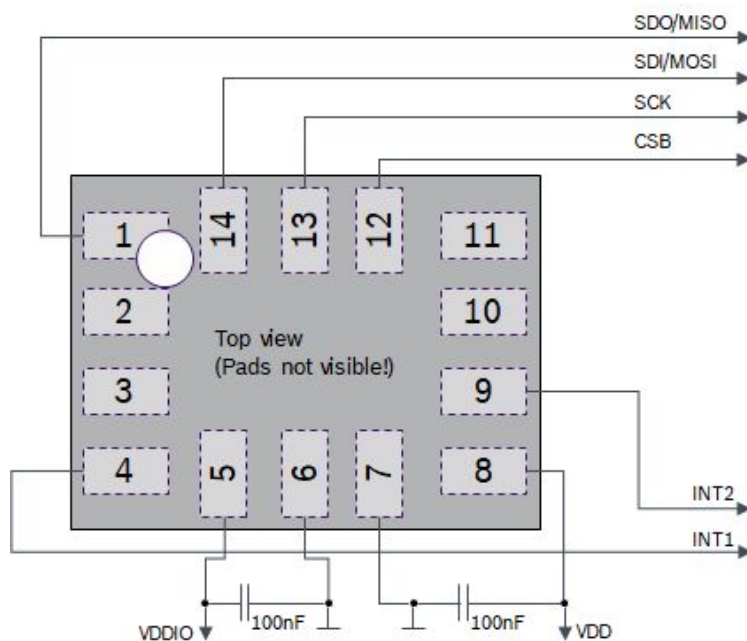 SDO/MISO
SDI/MOSI
SCK
CSB
1
14
13
12
11
2
10
Top view
(Pads not visible!)
3
9
4
5
6
7
8
INT2
INT1
100nF
100nF
VDDIO
VDD